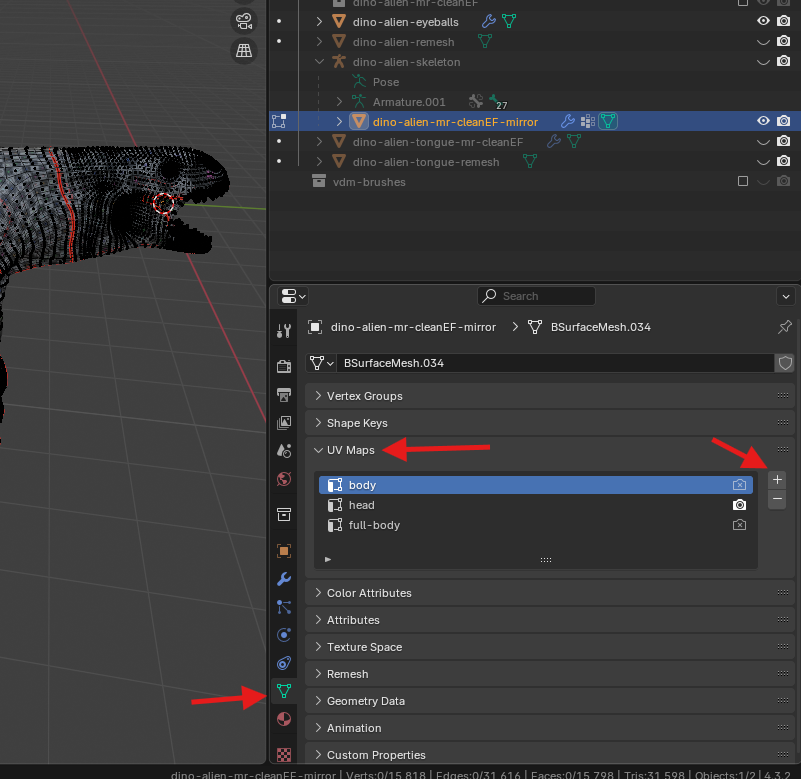 dino-alien-mr-cleanEF
dino-alien-eyeballs
dino-alien-remesh
dino-alien-skeleton
Pose
Armature.001 27
dino-alien-mr-cleanEF-mirror
dino-alien-tongue-mr-cleanEF
dino-alien-tongue-remesh
vdm-brushes
Search
dino-alien-mr-cleanEF-mirror > BSurfaceMesh.034
BSurfaceMesh.034
Vertex Groups
Shape Keys
UV Maps
body
head
full-body
Color Attributes
Attributes
Texture Space
Remesh
Geometry Data
Animation
Custom Properties
dino-alien-mr-cleanEF-mirror | Verts:0/15,818 | Edges:0/31,616 | Faces:0/15,798 | Tris:31,598 | Objects:1/2 | 4.3.2